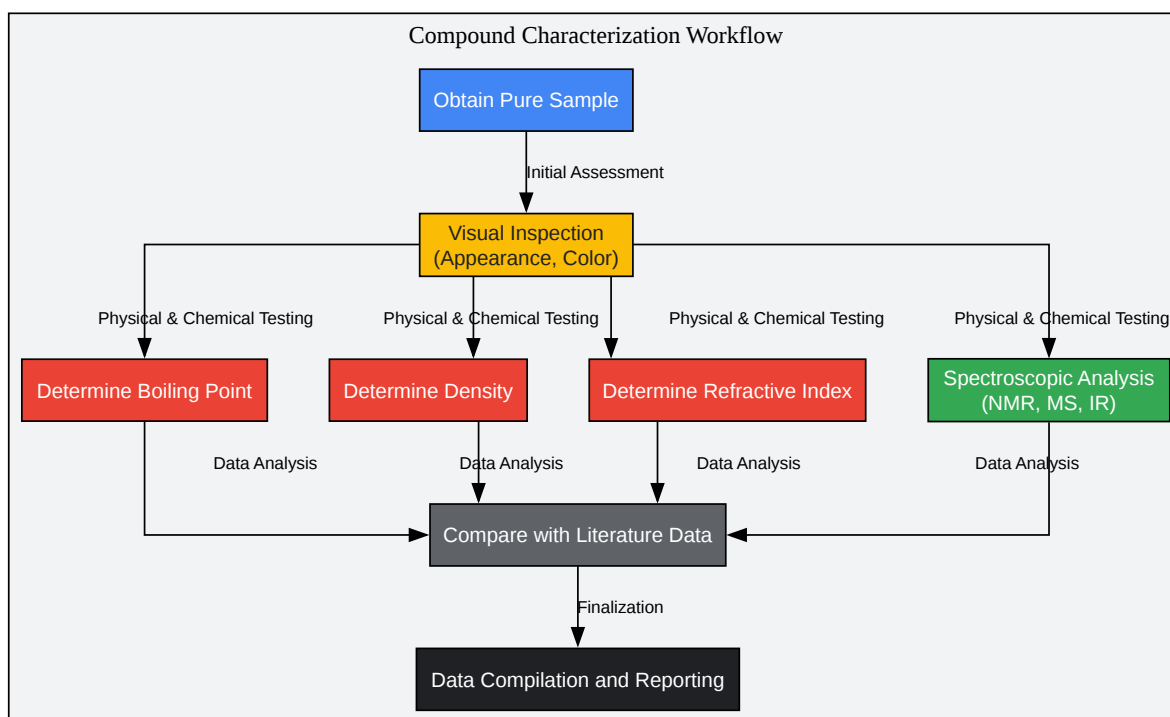 Compound Characterization Workflow
Obtain Pure Sample
Initial Assessment
Visual Inspection
(Appearance, Color)
Physical & Chemical Testing
Physical & Chemical Testing
Physical & Chemical Testing
Physical & Chemical Testing
Determine Boiling Point
Determine Density
Determine Refractive Index
Spectroscopic Analysis
(NMR, MS, IR)
Data Analysis
Data Analysis
Data Analysis
Data Analysis
Compare with Literature Data
Finalization
Data Compilation and Reporting